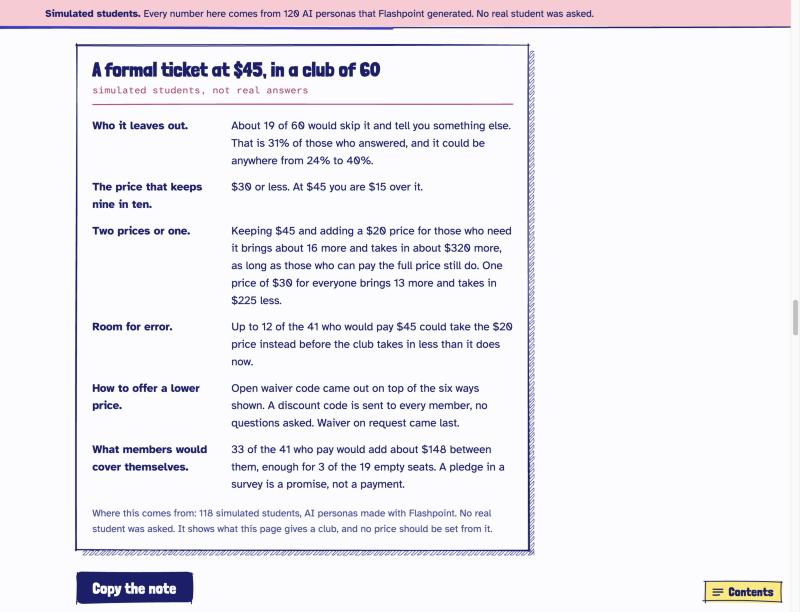 Simulated students. Every number here comes from 120 AI personas that Flashpoint generated. No real student was asked.
A formal ticket at $45, in a club of 60
simulated students, not real answers
Who it leaves out.
About 19 of 60 would skip it and tell you something else.
That is 31% of those who answered, and it could be
anywhere from 24% to 40%.
The price that keeps
nine in ten.
$30 or less. At $45 you are $15 over it.
Two prices or one.
Keeping $45 and adding a $20 price for those who need
it brings about 16 more and takes in about $320 more,
as long as those who can pay the full price still do. One
price of $30 for everyone brings 13 more and takes in
$225 less.
Room for error.
Up to 12 of the 41 who would pay $45 could take the $20
price instead before the club takes in less than it does
now.
How to offer a lower
price.
Open waiver code came out on top of the six ways
shown. A discount code is sent to every member, no
questions asked. Waiver on request came last.
What members would
cover themselves.
33 of the 41 who pay would add about $148 between
them, enough for 3 of the 19 empty seats. A pledge in a
survey is a promise, not a payment.
Where this comes from: 118 simulated students, AI personas made with Flashpoint. No real
student was asked. It shows what this page gives a club, and no price should be set from it.
Copy the note
Contents